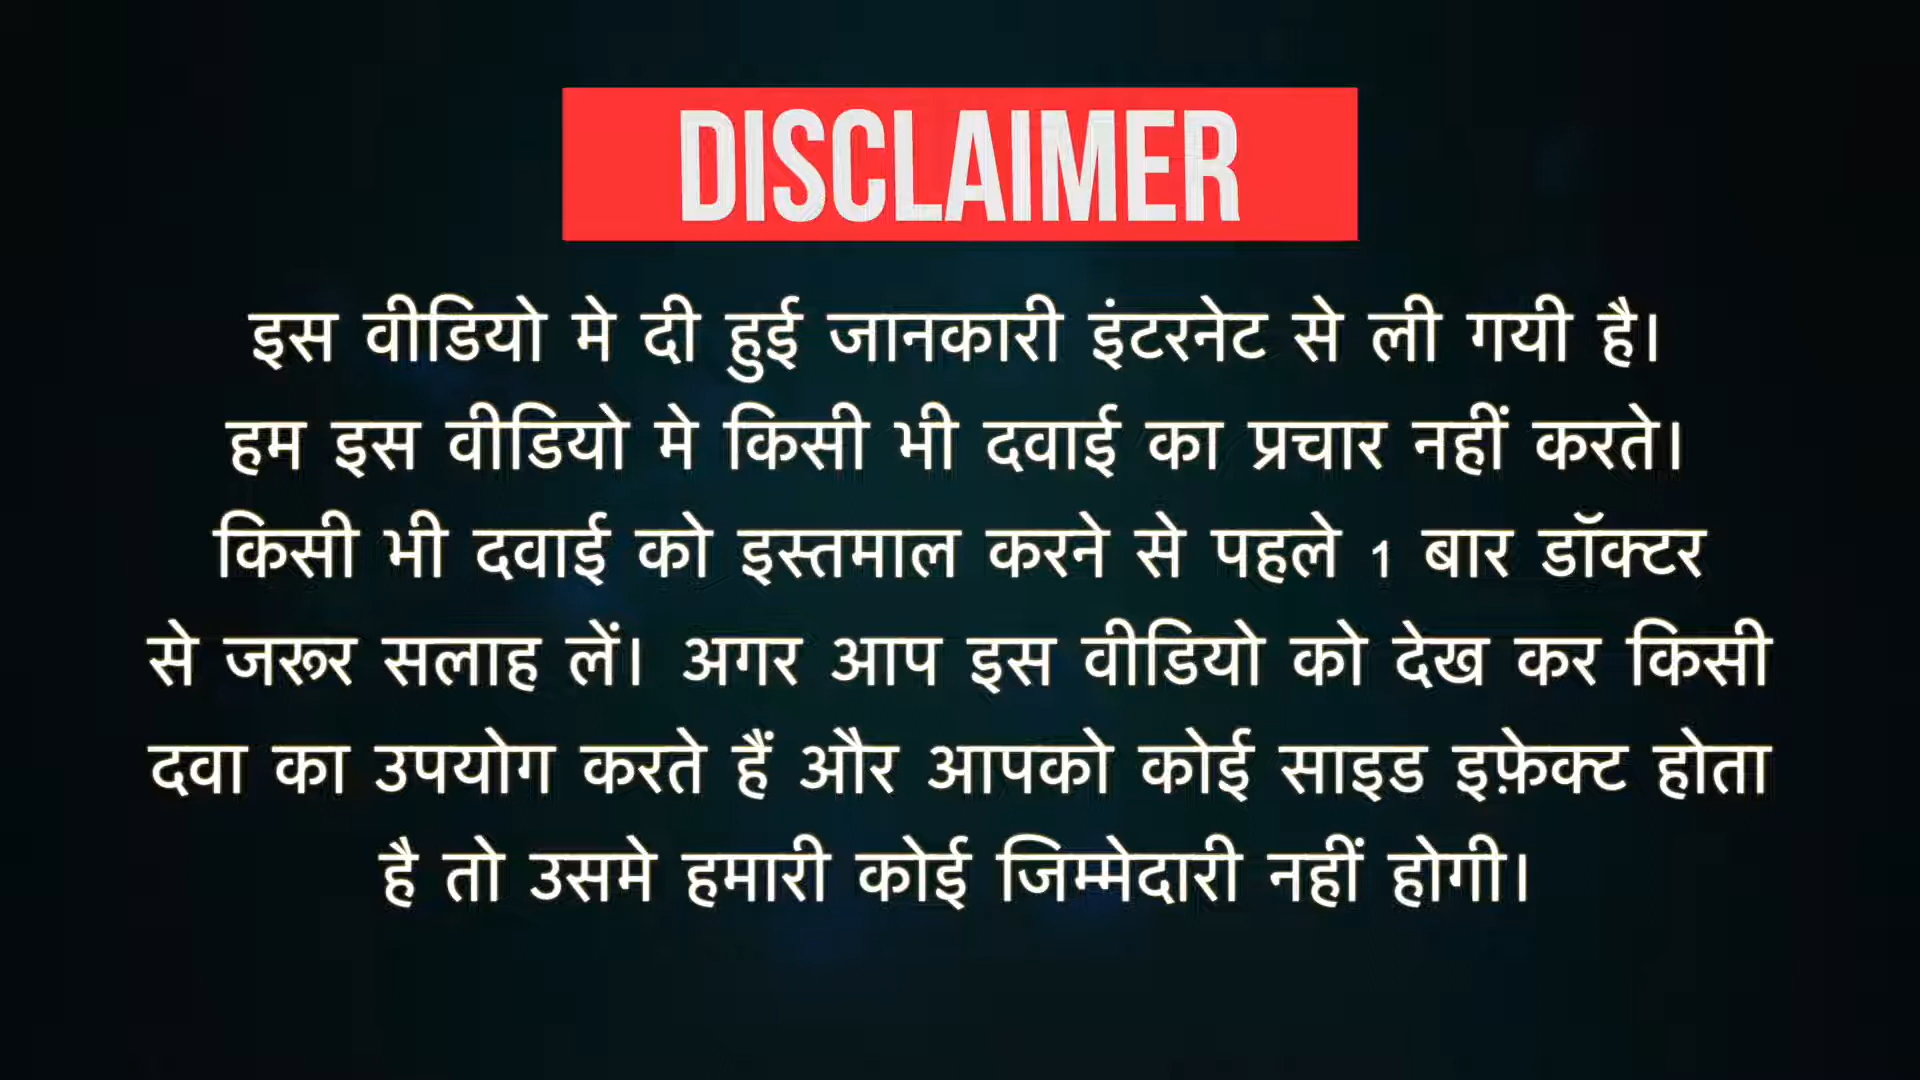 DISCLAIMER
इस वीडियो मे दी हुई जानकारी इंटरनेट से ली गयी है।
हम इस वीडियो मे किसी भी दवाई का प्रचार नहीं करते।
किसी भी दवाई को इस्तमाल करने से पहले 1 बार डॉक्टर
से जरूर सलाह लें। अगर आप इस वीडियो को देख कर किसी
दवा का उपयोग करते हैं और आपको कोई साइड इफ़ेक्ट होता
है तो उसमे हमारी कोई जिम्मेदारी नहीं होगी।